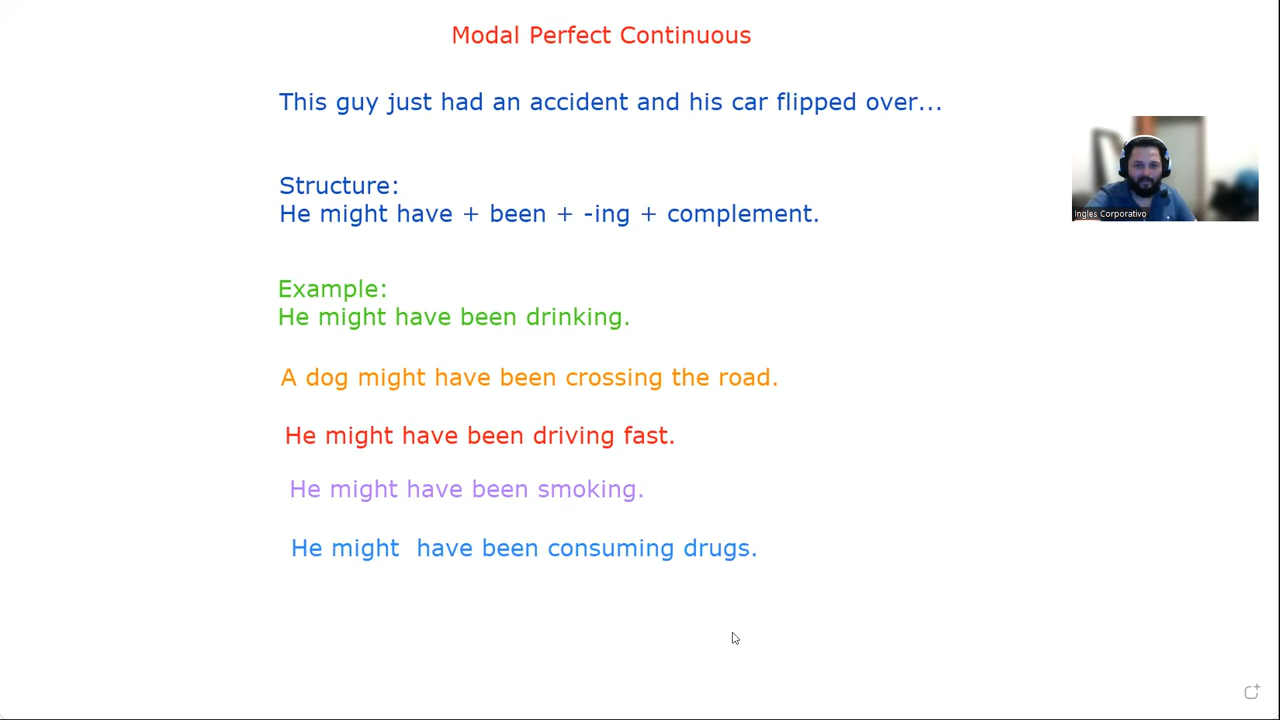 Modal Perfect Continuous
This guy just had an accident and his car flipped over...
Structure:
He might have + been + -ing + complement.
Ingles Corporativo
Example:
He might have been drinking.
A dog might have been crossing the road.
He might have been driving fast.
He might have been smoking.
He might  have been consuming drugs.